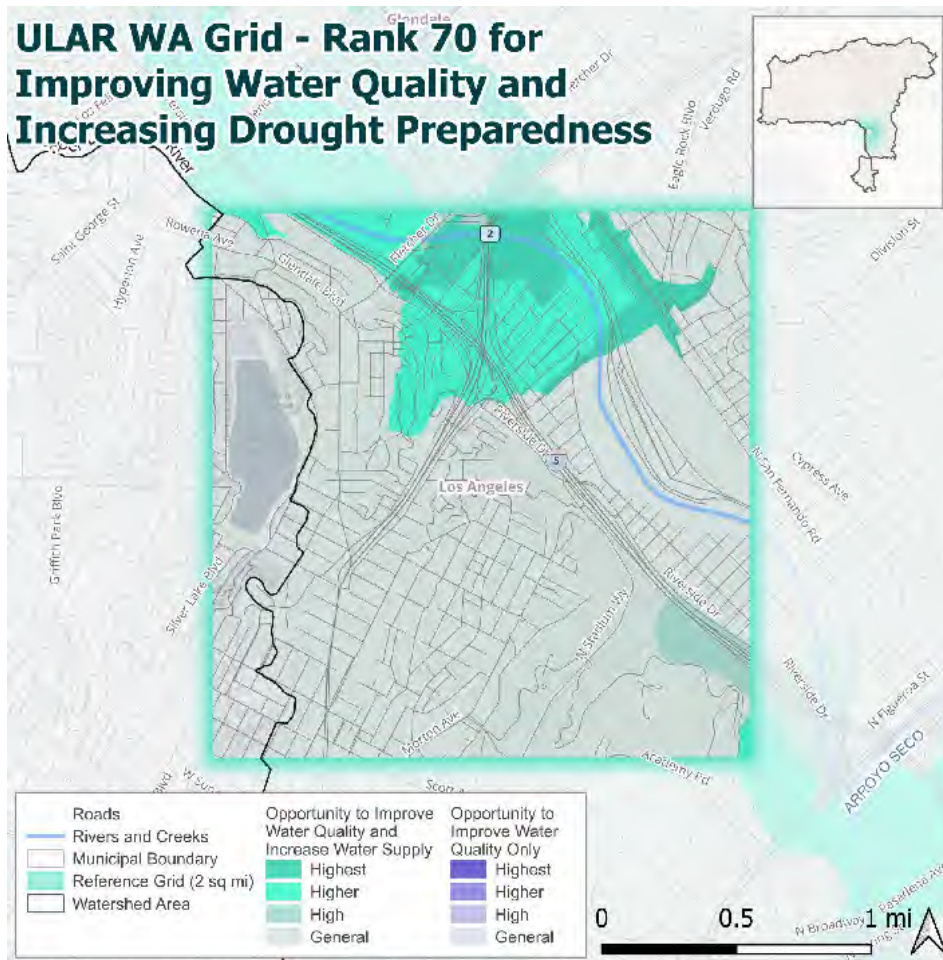 Glendale
ULAR WA Grid - Rank 70 for
Improving Water Quality and
Increasing Drought Preparedness
Verdugo Rd
Eagle Rock Blvd
River
Saint George St
Hyperion Ave
Rowena Ave
Glendale Blvd
Fletcher Dr
2
Division St
Riverside Dr
5
Los Angeles
N San Fernando Rd
Cypress Ave
Griffith Park Blvd
Silver Lake Blvd
Riverside Dr
N Stadium Wy
Riverside Dr
N Figueroa St
Morton Ave
Academy Rd
ARROYO SECO
Scott
Roads
Rivers and Creeks
Municipal Boundary
Reference Grid (2 sq mi)
Watershed Area
Opportunity to Improve
Water Quality and
Increase Water Supply
Highest
Higher
High
General
Opportunity to
Improve Water
Quality Only
Highest
Higher
High
General
0 0.5 1 mi
N Broadway
Pasadena Ave